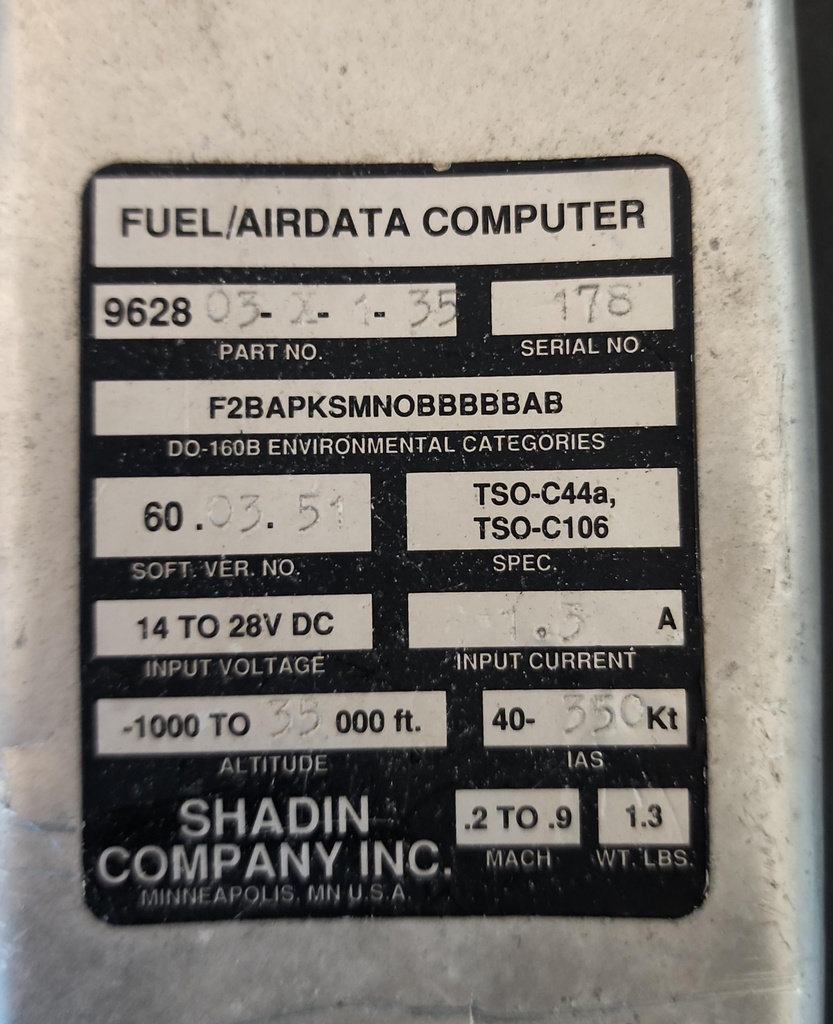 FUEL/AIRDATA COMPUTER
962803-X-1-35 178
PART NO. SERIAL NO.
F2BAPKSMNOBBBBBAB
DO-160B ENVIRONMENTAL CATEGORIES
60.03.51 TSO-C44a,
TSO-C106
SOFT. VER. NO. SPEC.
14 TO 28V DC 1.3 A
INPUT VOLTAGE INPUT CURRENT
-1000 TO 35 000 ft. 40-350 Kt
ALTITUDE IAS
SHADIN
COMPANY INC.
MINNEAPOLIS, MN U.S.A.
.2 TO .9 1.3
MACH WT. LBS.